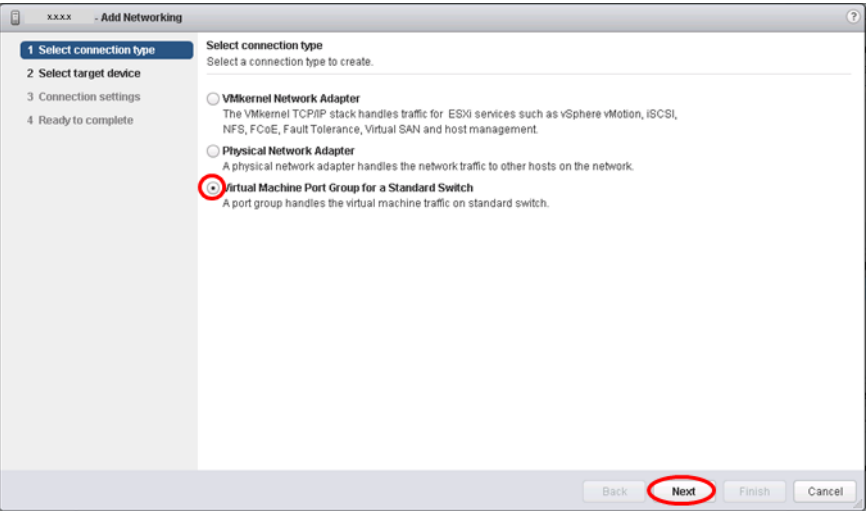 x.x.x.x - Add Networking ?
1 Select connection type
2 Select target device
3 Connection settings
4 Ready to complete
Select connection type
Select a connection type to create.
VMkernel Network Adapter
The VMkernel TCP/IP stack handles traffic for ESXi services such as vSphere vMotion, iSCSI,
NFS, FCoE, Fault Tolerance, Virtual SAN and host management.
Physical Network Adapter
A physical network adapter handles the network traffic to other hosts on the network.
Virtual Machine Port Group for a Standard Switch
A port group handles the virtual machine traffic on standard switch.
Back Next Finish Cancel